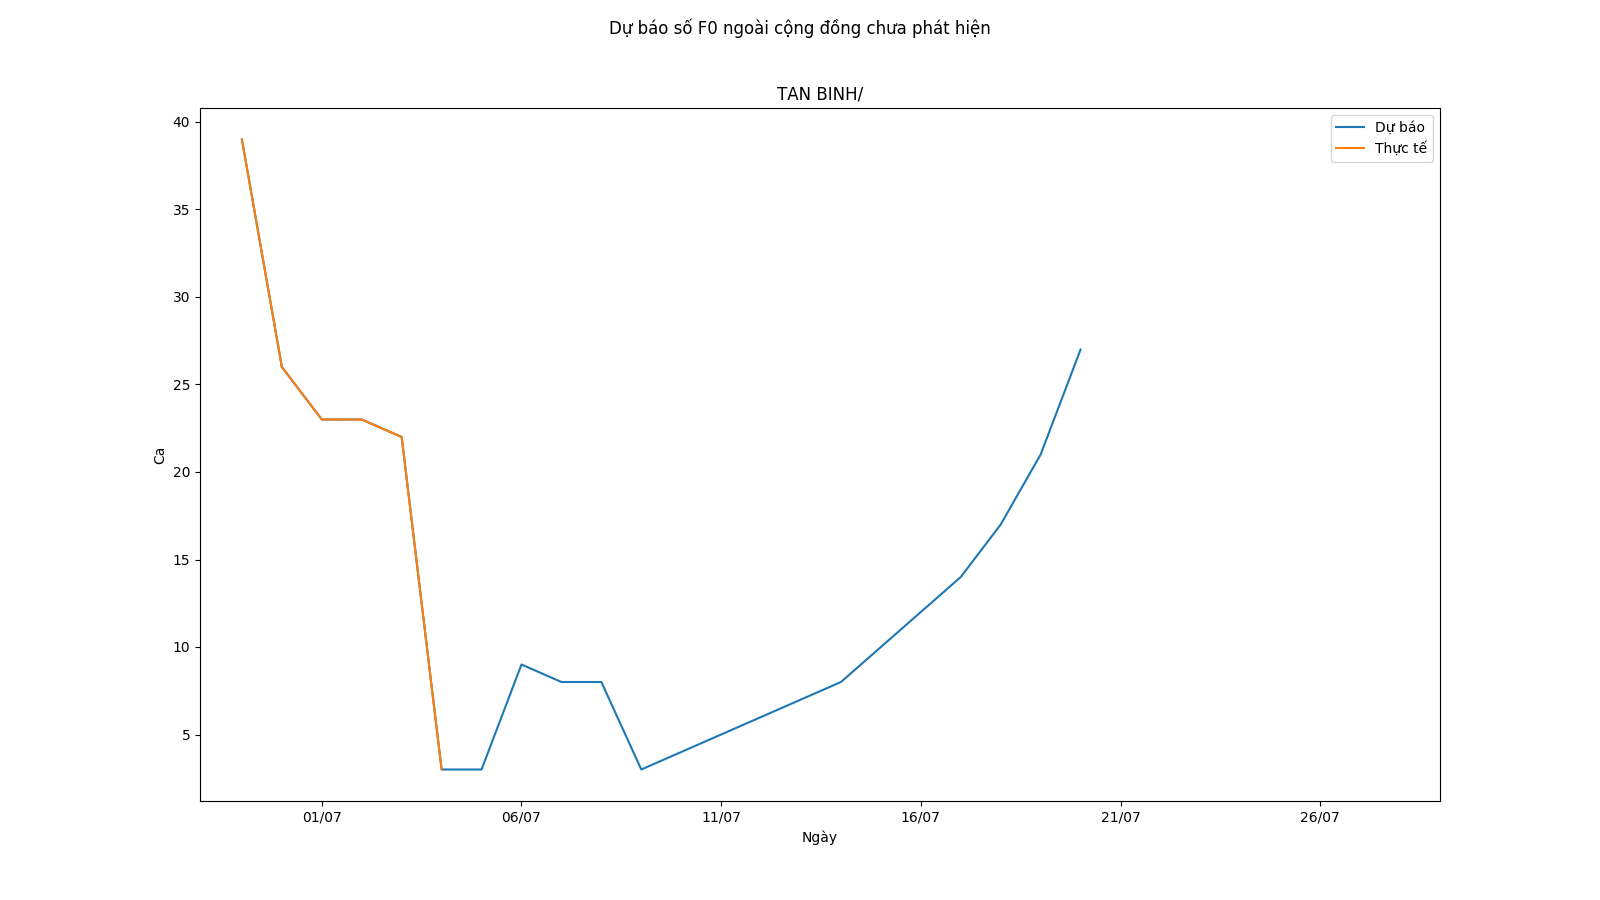 Dự báo số F0 ngoài cộng đồng chưa phát hiện
TAN BINH/
Dự báo
Thực tế
40
35
30
25
20
15
10
5
Ca
01/07
06/07
11/07
16/07
21/07
26/07
Ngày